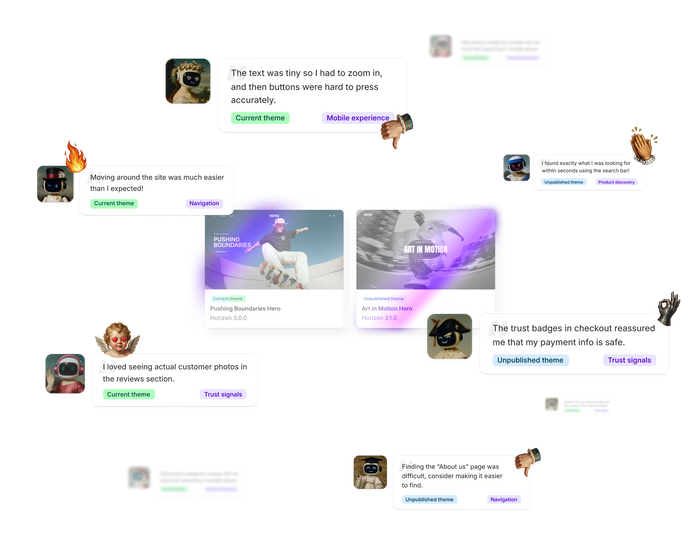 The text was tiny so I had to zoom in,
and then buttons were hard to press
accurately.
Current theme
Mobile experience
I found exactly what I was looking for
within seconds using the search bar!
Unpublished theme
Product discovery
Moving around the site was much easier
than I expected!
Current theme
Navigation
PUSHING
BOUNDARIES
ART IN MOTION
Current theme
Pushing Boundaries Hero
Horizon 3.0.0
Unpublished theme
Art in Motion Hero
Horizon 3.1.0
The trust badges in checkout reassured
me that my payment info is safe.
Unpublished theme
Trust signals
I loved seeing actual customer photos in
the reviews section.
Current theme
Trust signals
Finding the “About us” page was
difficult, consider making it easier
to find.
Unpublished theme
Navigation